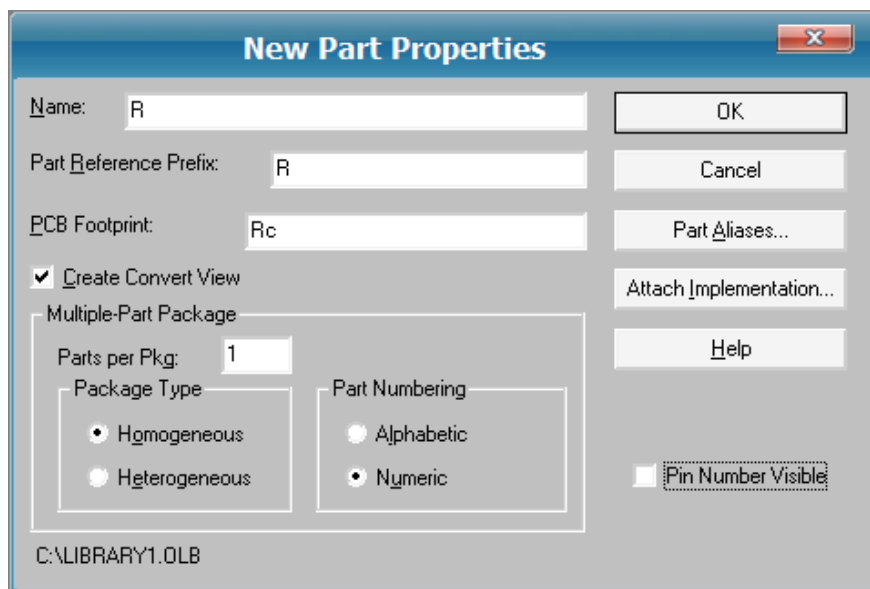 New Part Properties
Name: R
OK
Part Reference Prefix: R
Cancel
PCB Footprint: Rc
Part Aliases...
Create Convert View
Attach Implementation...
Multiple-Part Package
Parts per Pkg: 1
Help
Package Type
Part Numbering
Homogeneous
Alphabetic
Heterogeneous
Numeric
Pin Number Visible
C:\LIBRARY1.OLB